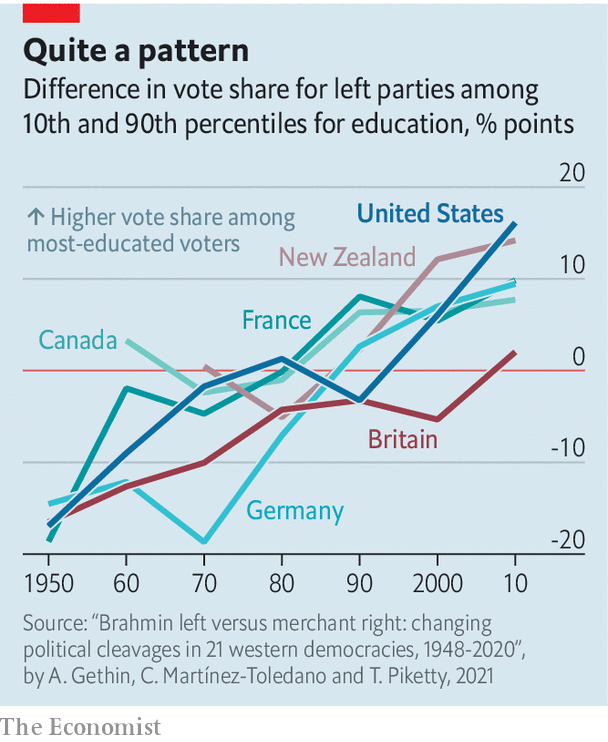 Quite a pattern
Difference in vote share for left parties among
10th and 90th percentiles for education, % points
20
↑ Higher vote share among
most-educated voters
United States
New Zealand
10
France
Canada
0
Britain
-10
Germany
-20
1950 60 70 80 90 2000 10
Source: “Brahmin left versus merchant right: changing
political cleavages in 21 western democracies, 1948-2020”,
by A. Gethin, C. Martínez-Toledano and T. Piketty, 2021
The Economist